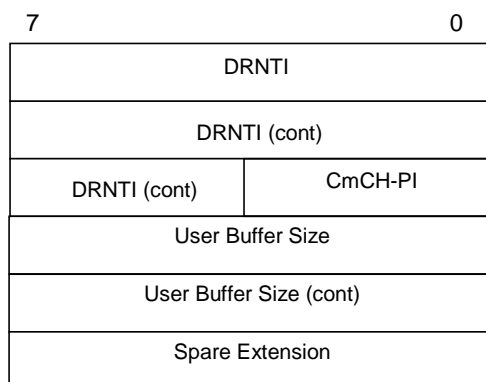 7 0
DRNTI
DRNTI (cont)
DRNTI (cont) CmCH-PI
User Buffer Size
User Buffer Size (cont)
Spare Extension